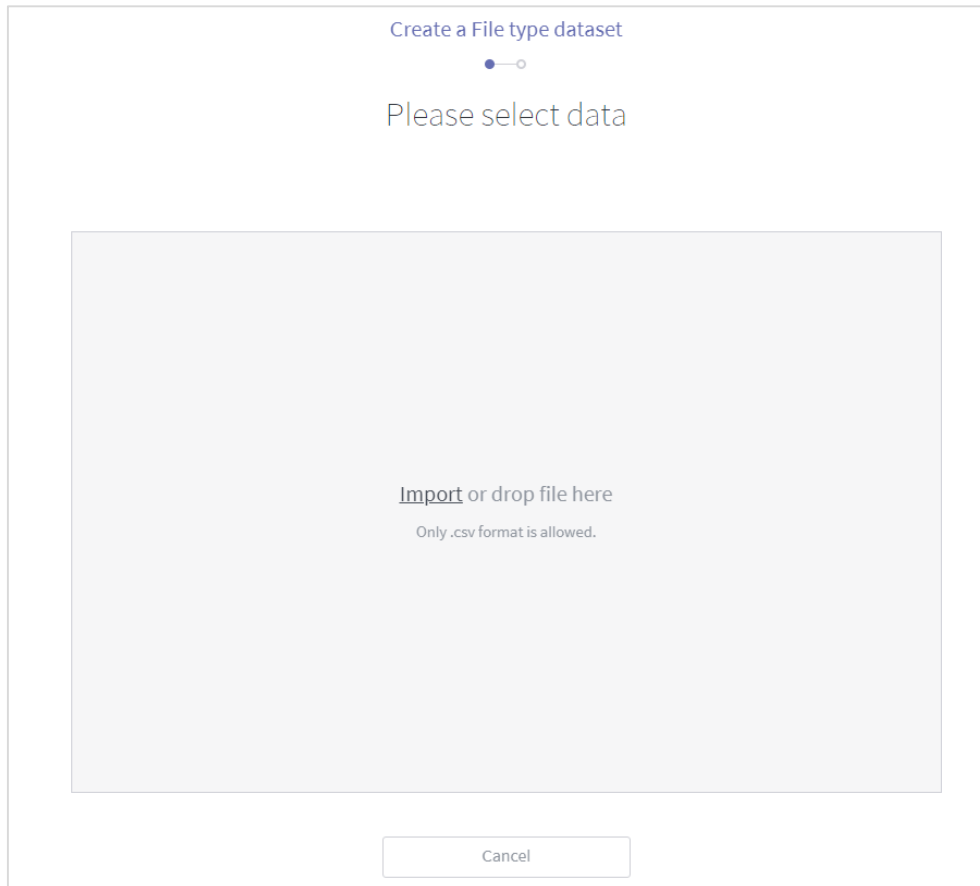 Create a File type dataset
Please select data
Import or drop file here
Only .csv format is allowed.
Cancel